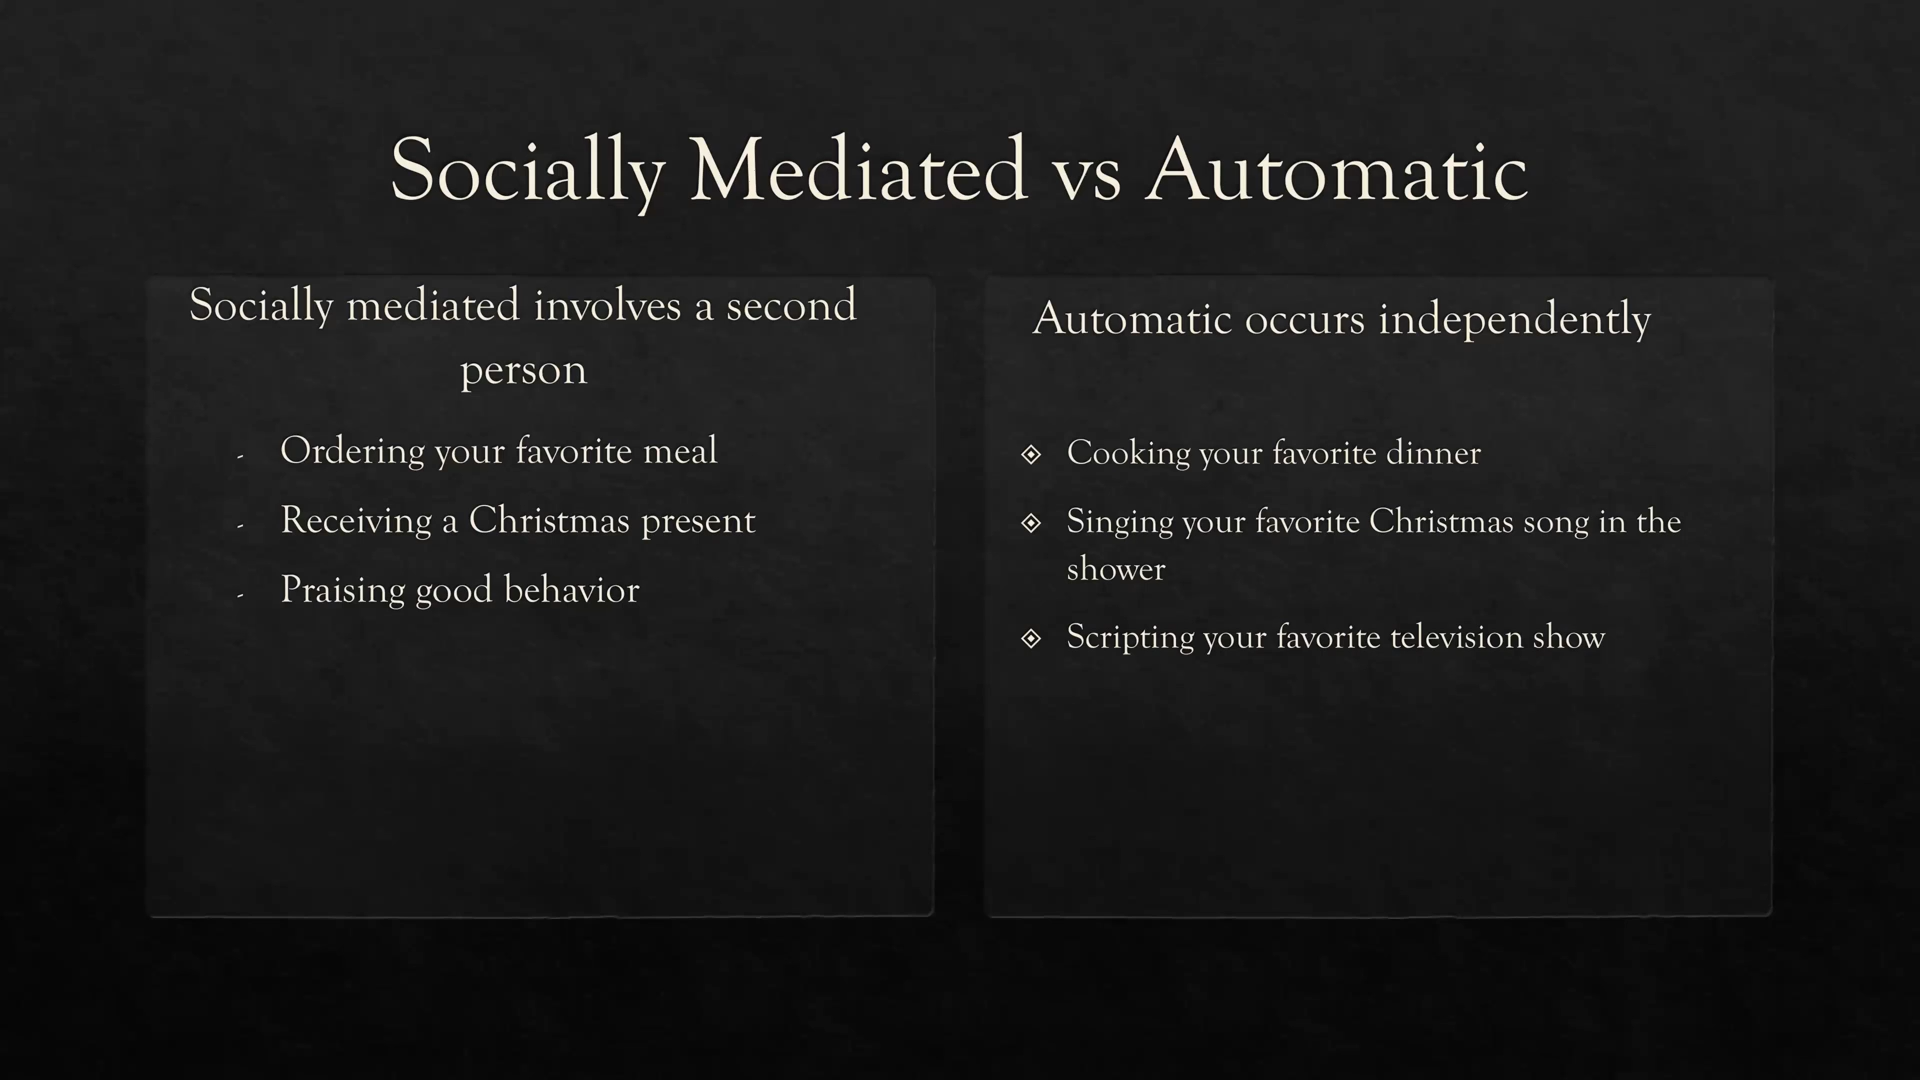 Socially Mediated vs Automatic
Socially mediated involves a second
person
- Ordering your favorite meal
- Receiving a Christmas present
- Praising good behavior
Automatic occurs independently
Cooking your favorite dinner
Singing your favorite Christmas song in the
shower
Scripting your favorite television show